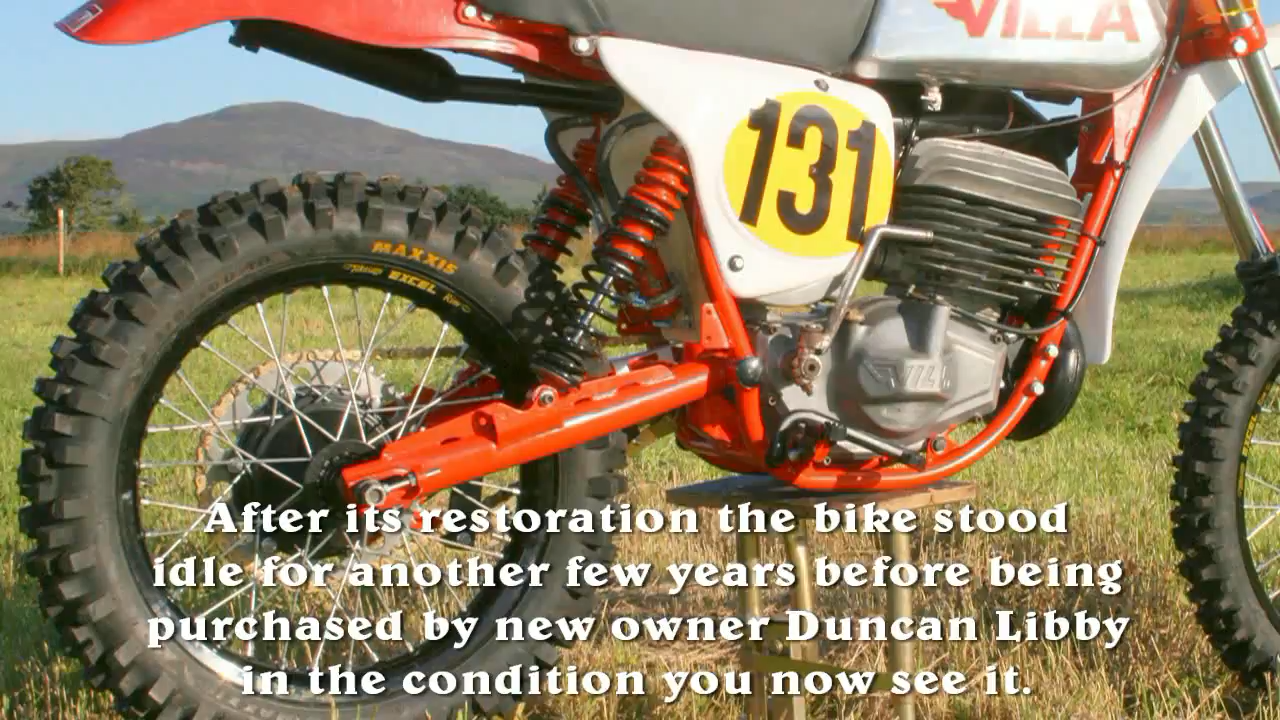 VILLA
131
MAXXIS
EXCEL
VILL
After its restoration the bike stood
idle for another few years before being
purchased by new owner Duncan Libby
in the condition you now see it.